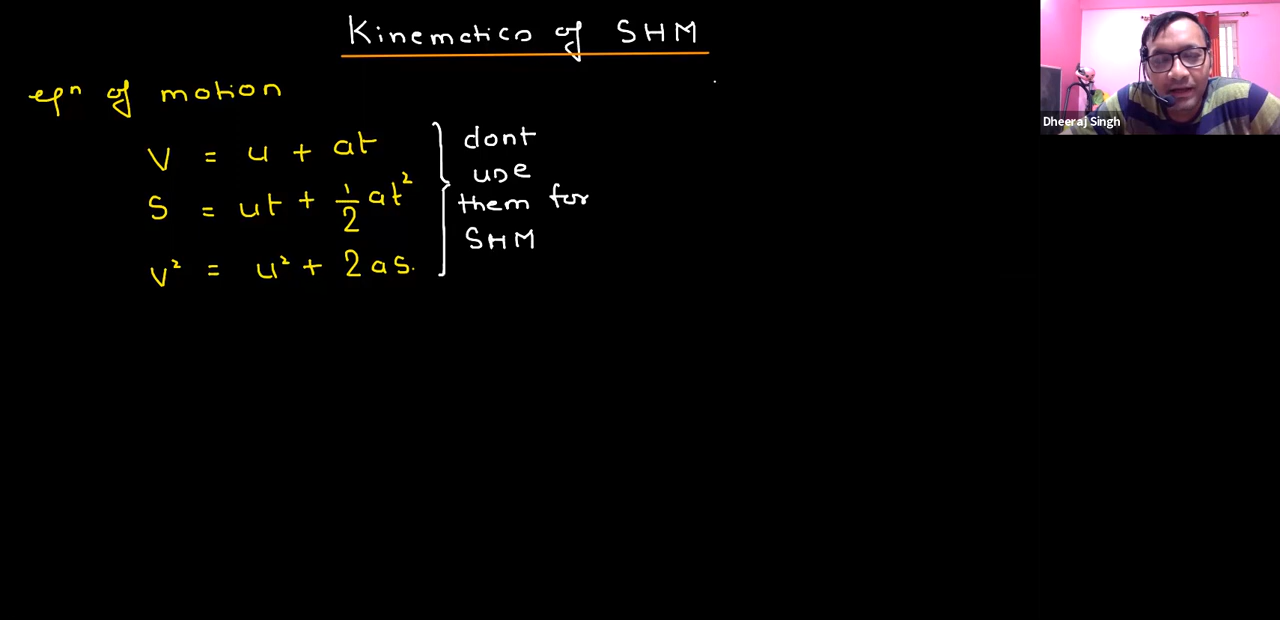 Kinematics of SHM
eqⁿ of motion
v = u + at
s = ut + 1/2 at²
v² = u² + 2as.
dont
use
them for
SHM
Dheeraj Singh